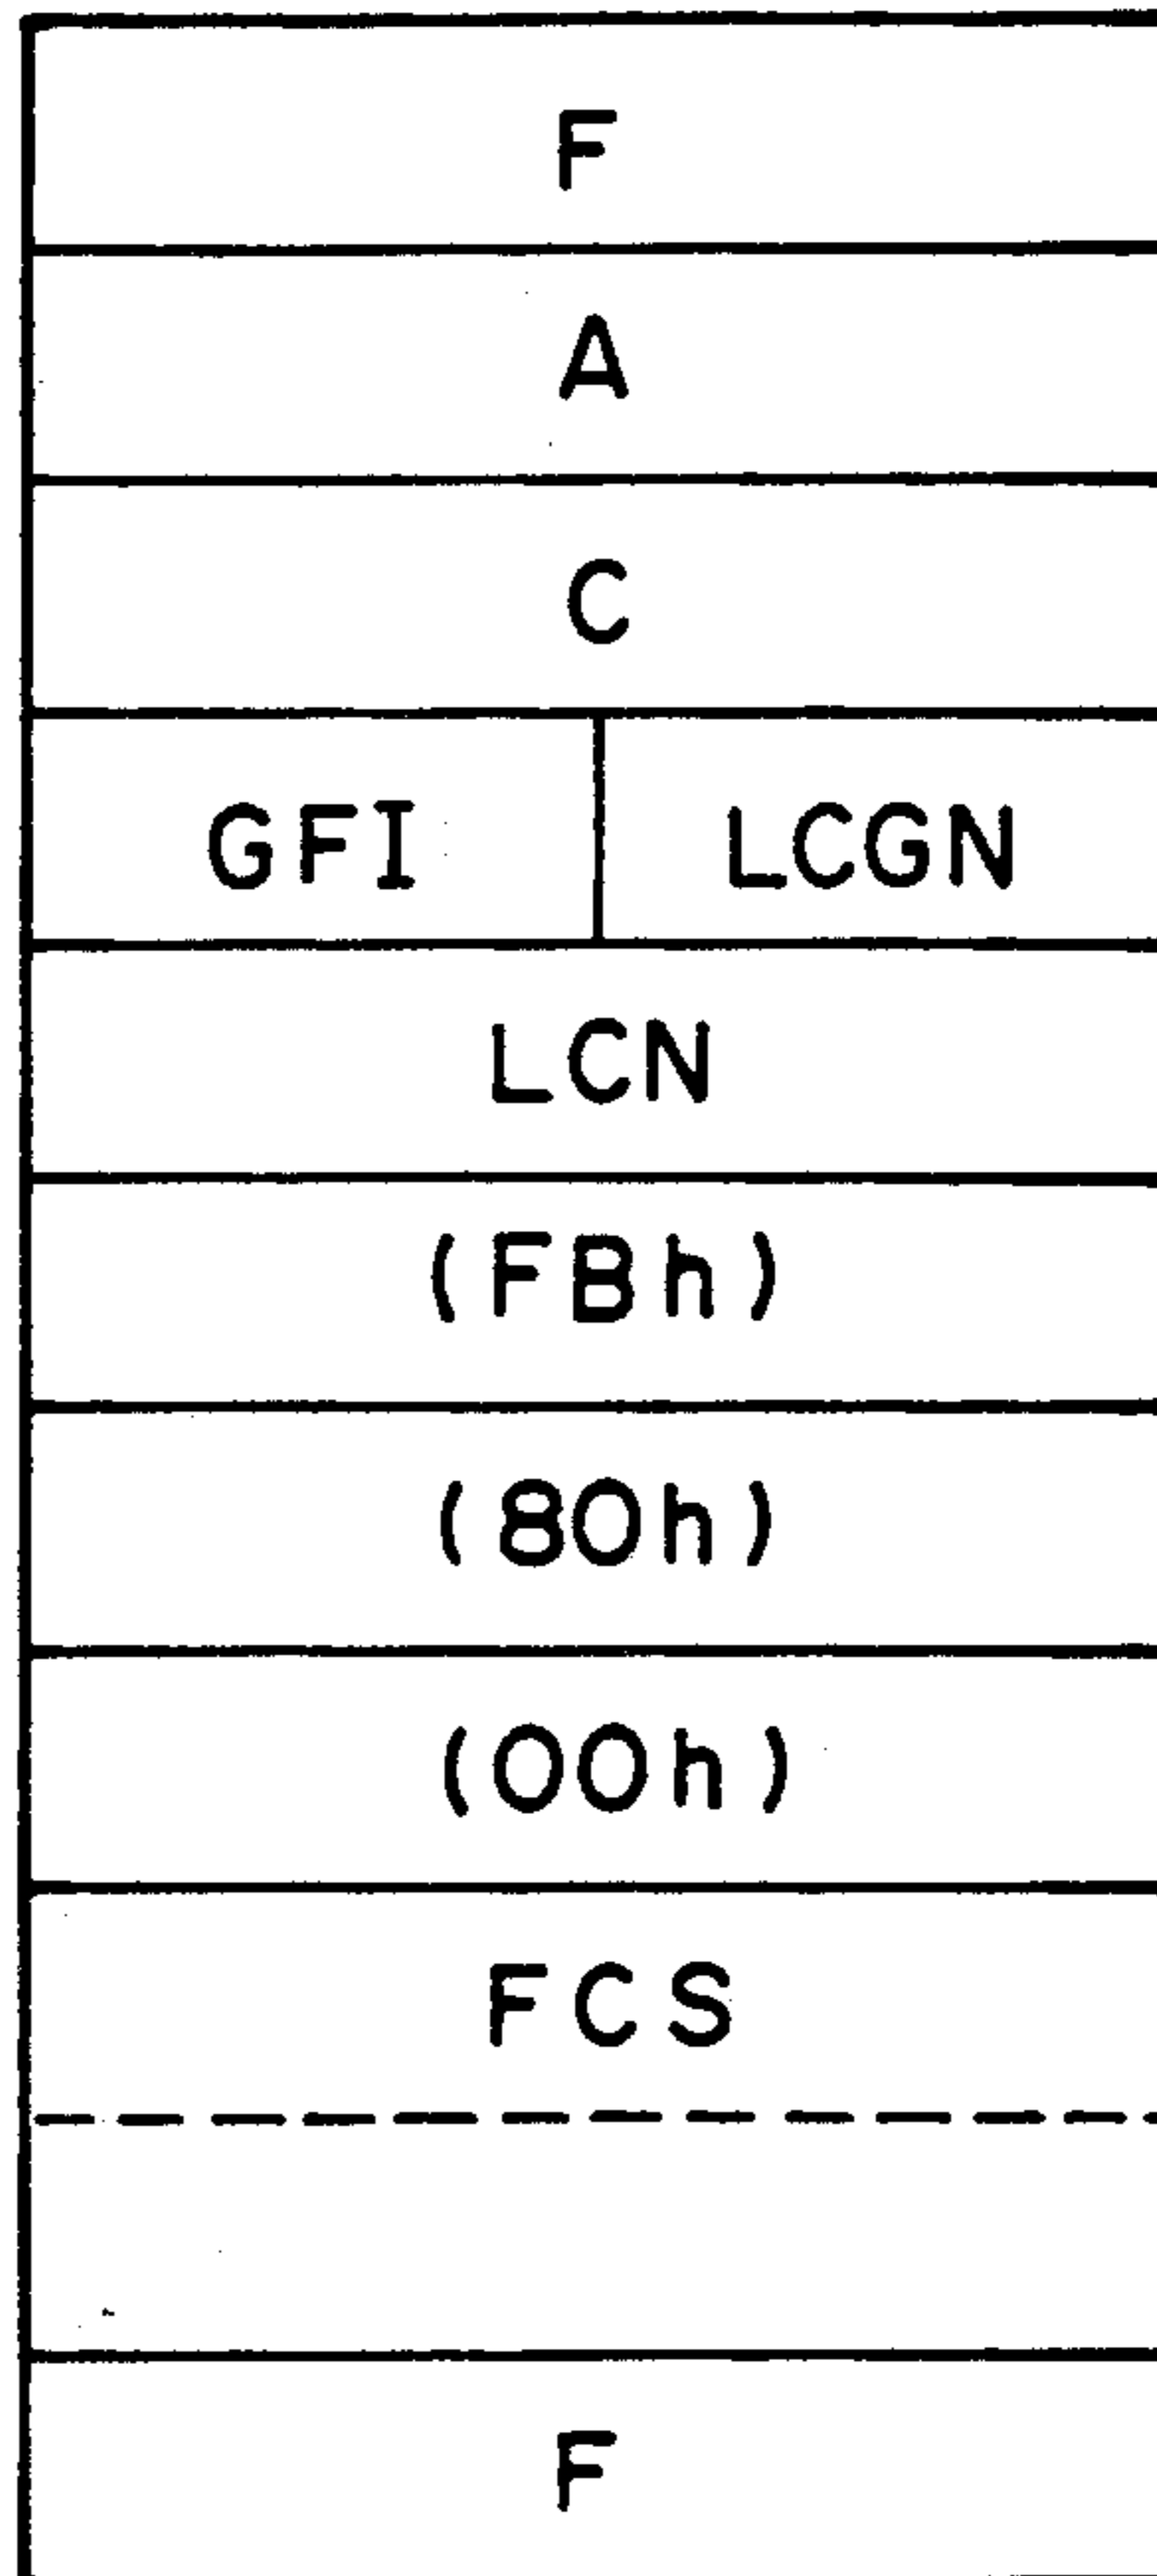 F
A
C
GFI LCGN
LCN
(FBh)
(80h)
(00h)
FCS
F